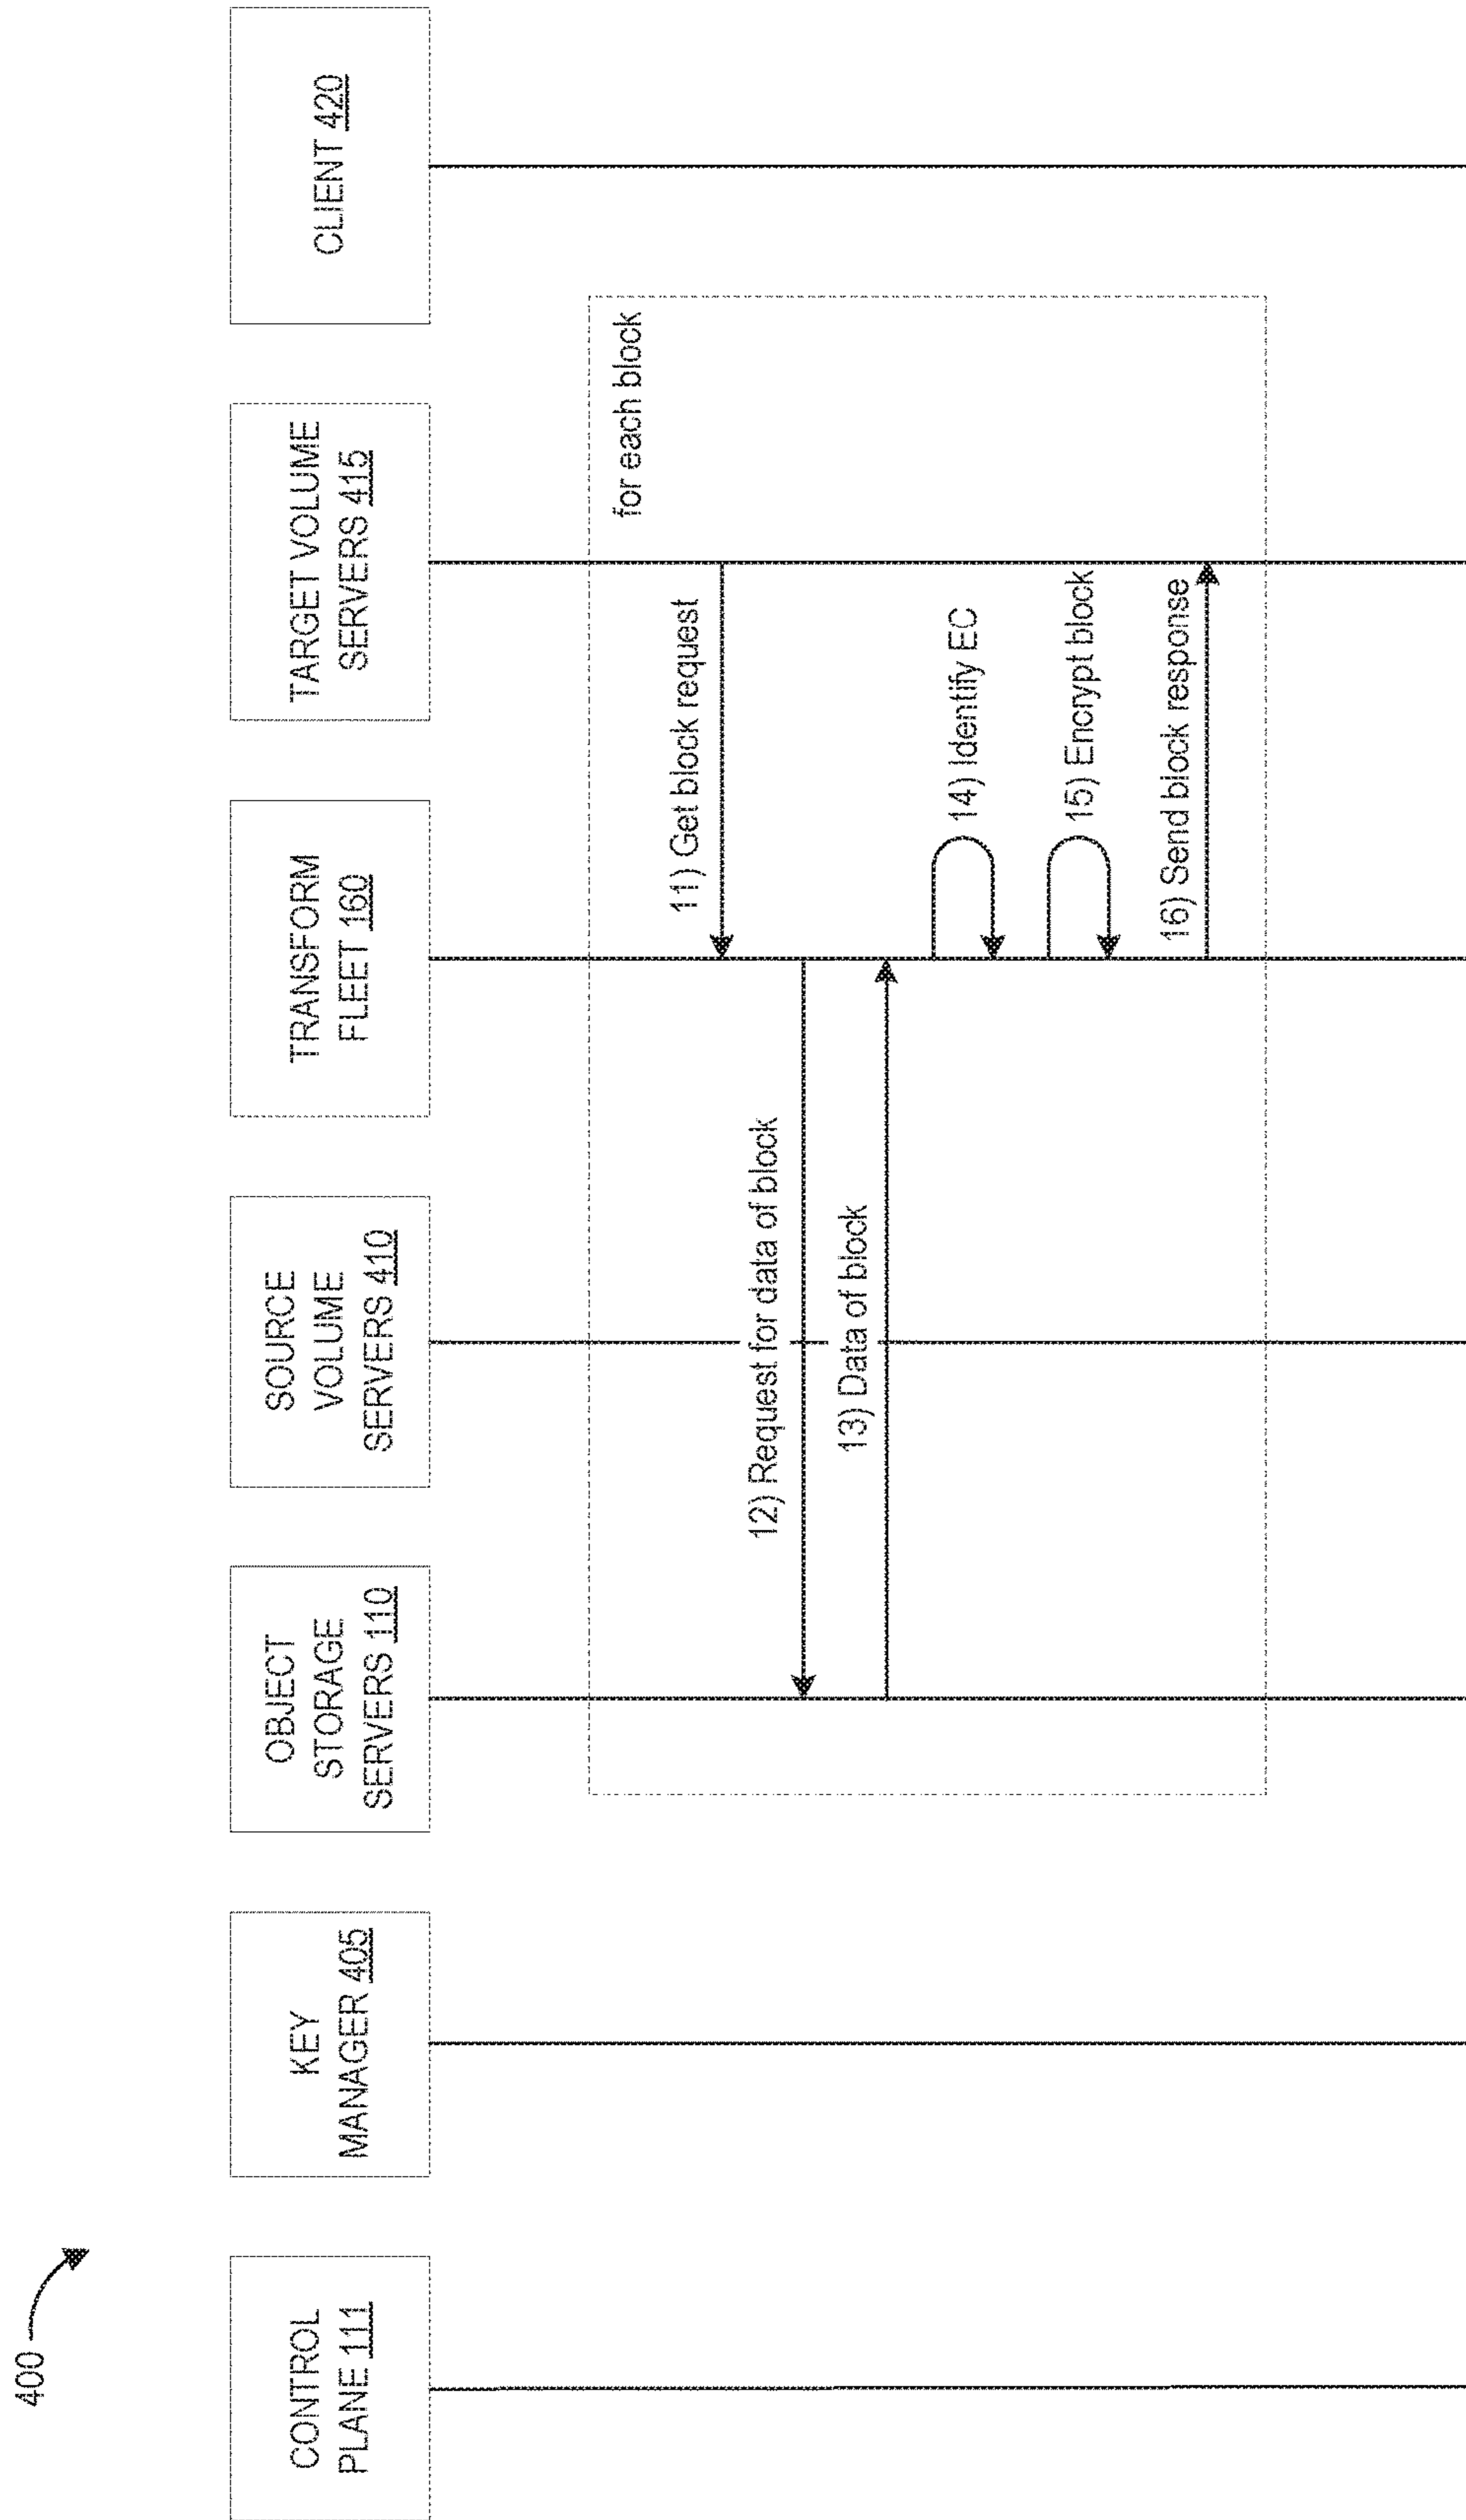 400
CONTROL
PLANE 111
KEY
MANAGER 405
OBJECT
STORAGE
SERVERS 110
SOURCE
VOLUME
SERVERS 410
TRANSFORM
FLEET 160
TARGET VOLUME
SERVERS 415
CLIENT 420
for each block
11) Get block request
12) Request for data of block
13) Data of block
14) Identify EC
15) Encrypt block
16) Send block response